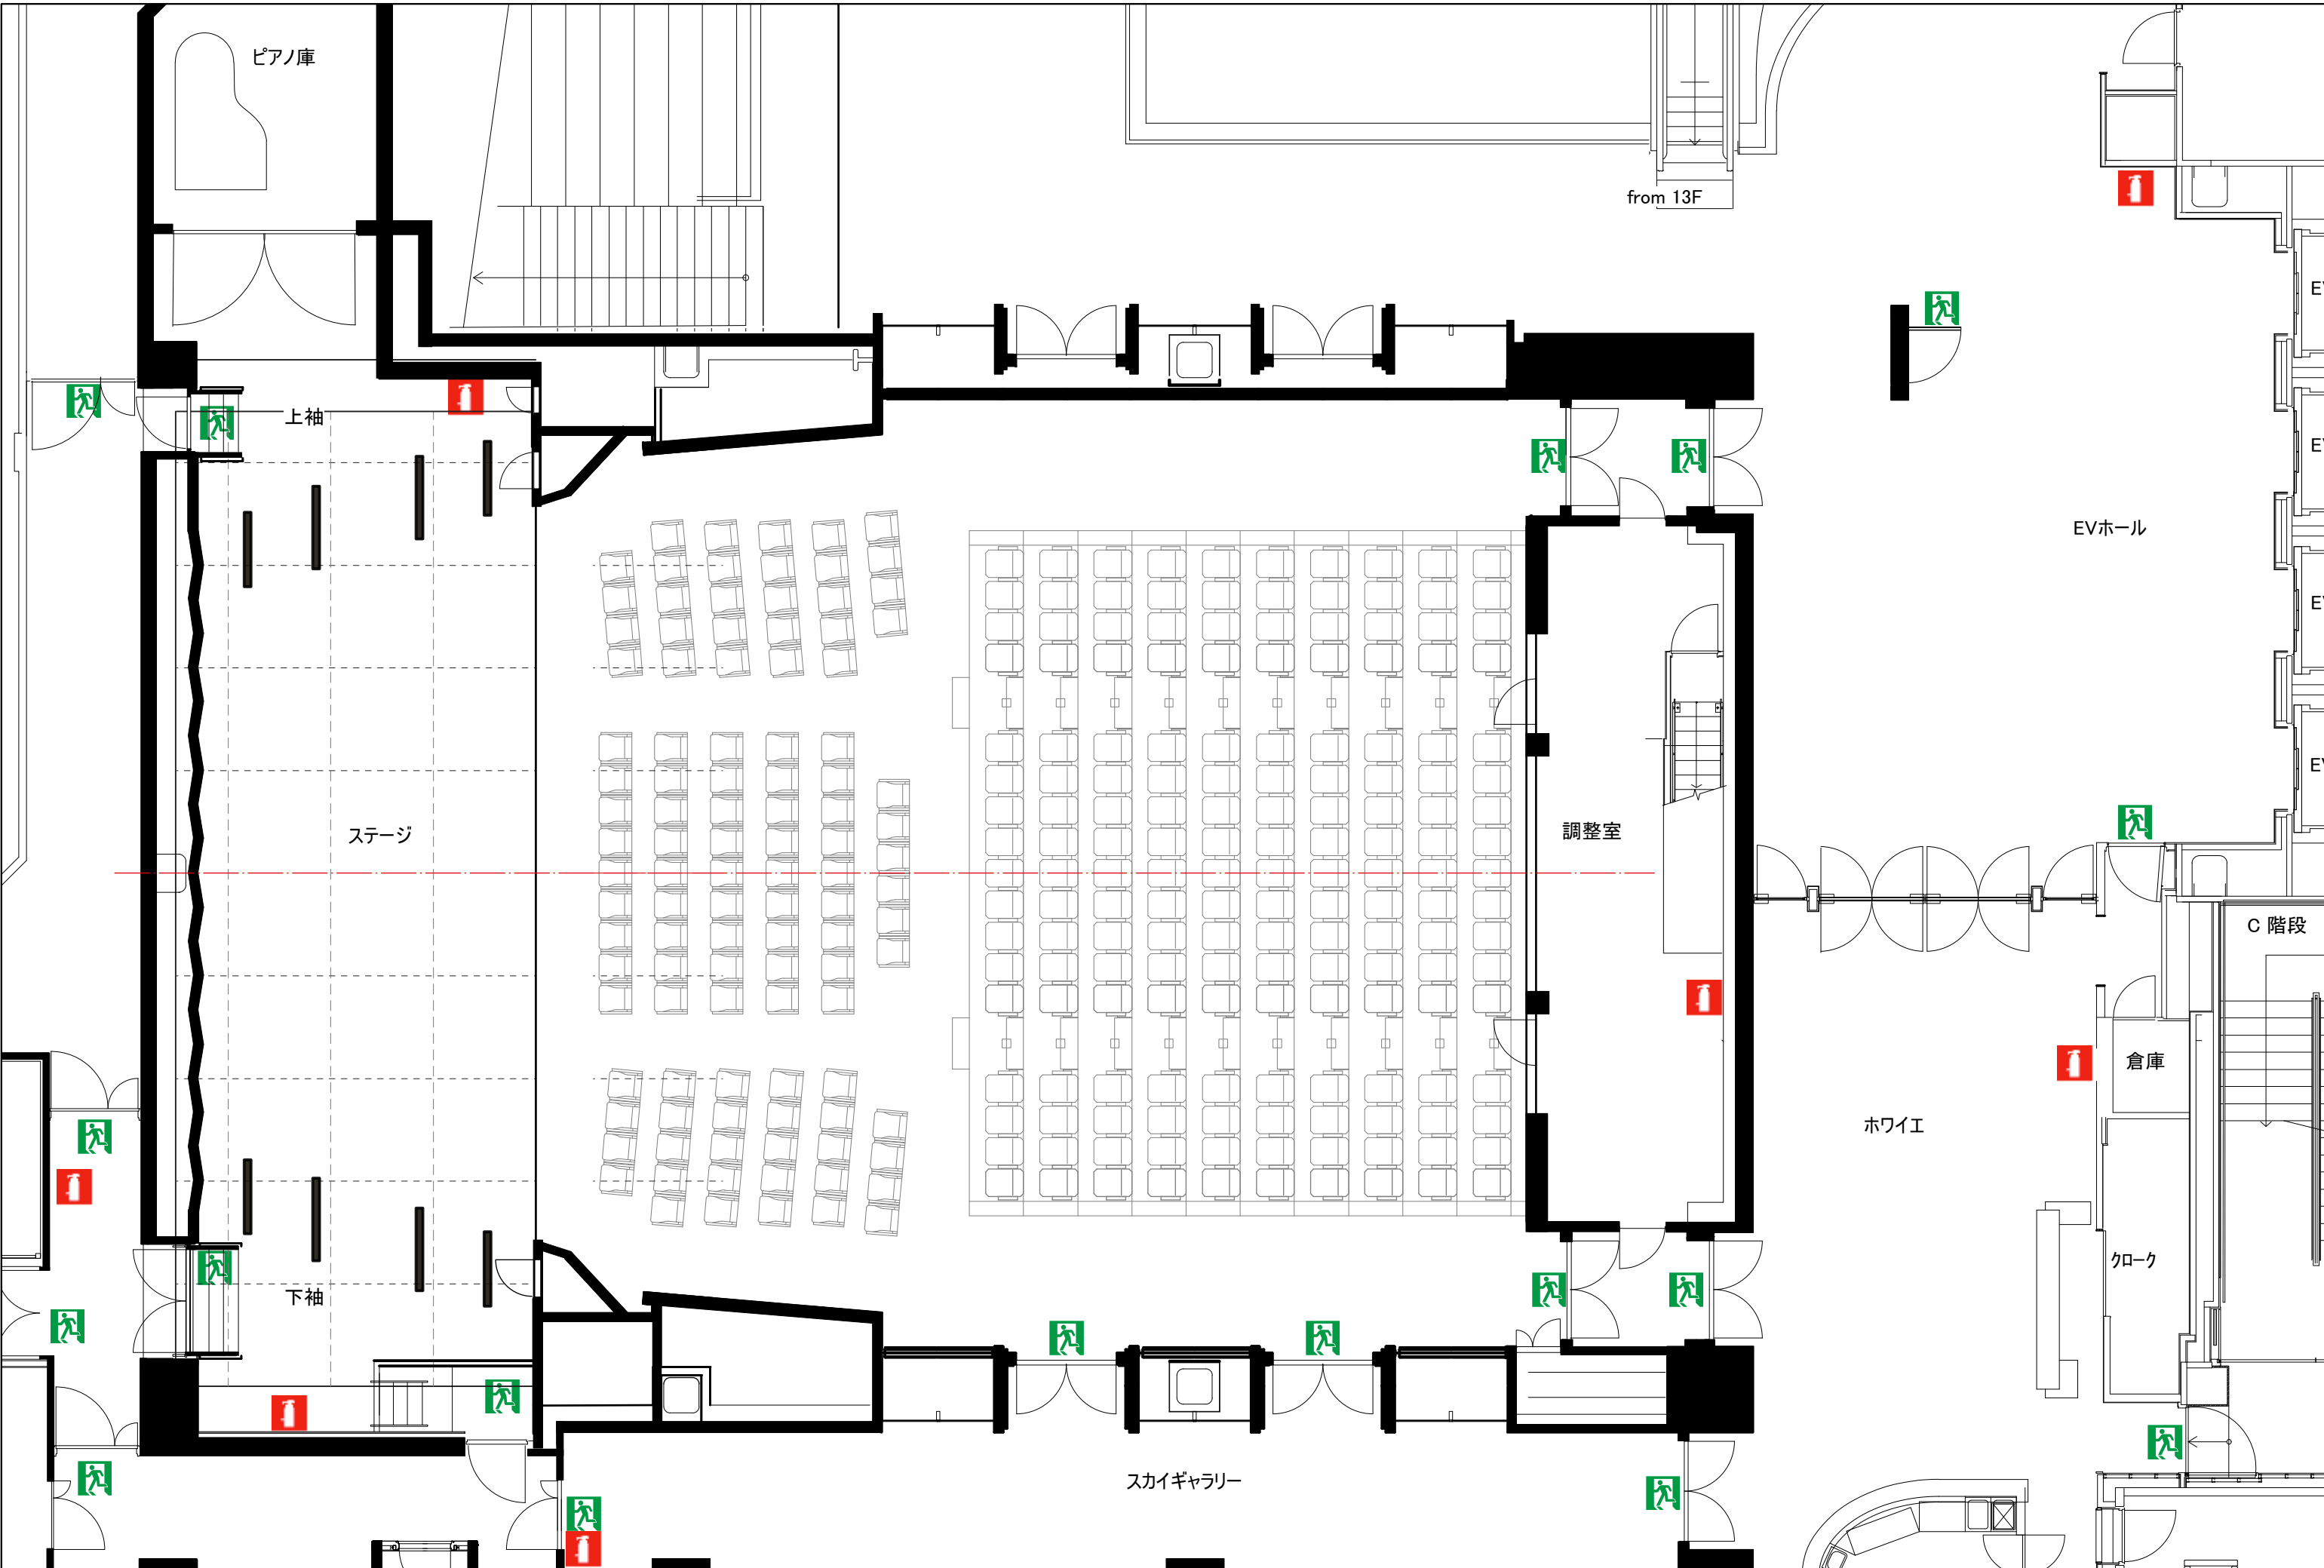 ピアノ庫
from 13F
上袖
EVホール
ステージ
調整室
C 階段
倉庫
ホワイエ
クローク
下袖
スカイギャラリー